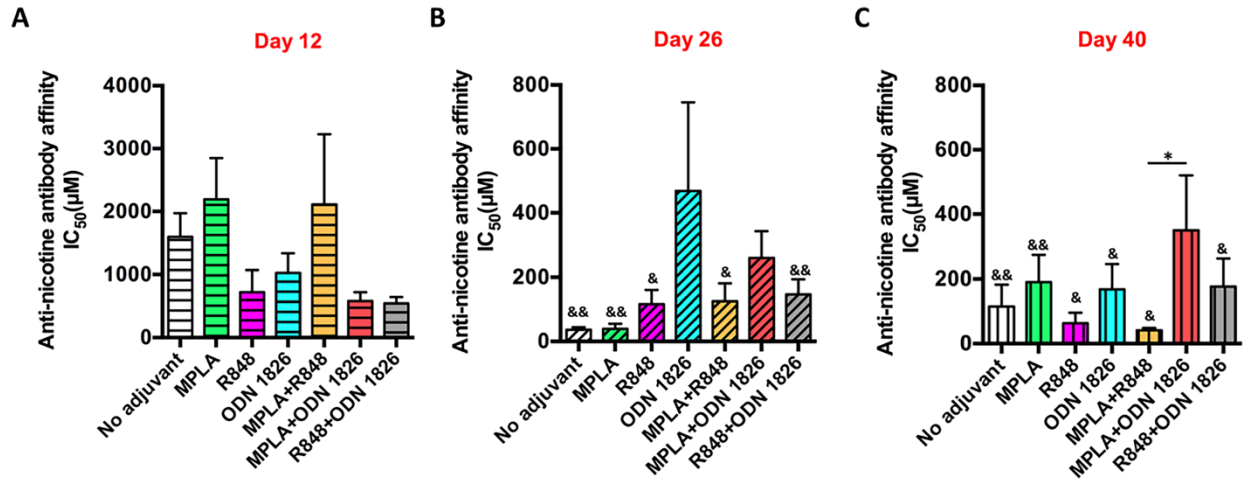 A
Day 12
Anti-nicotine antibody affinity
IC50(µM)
4000
3000
2000
1000
0
No adjuvant
MPLA
R848
ODN 1826
MPLA+R848
MPLA+ODN 1826
R848+ODN 1826
B
Day 26
Anti-nicotine antibody affinity
IC50(µM)
800
600
400
200
0
&&
&&
&
&
&&
No adjuvant
MPLA
R848
ODN 1826
MPLA+R848
MPLA+ODN 1826
R848+ODN 1826
C
Day 40
Anti-nicotine antibody affinity
IC50(µM)
800
600
400
200
0
&&
&&
&
&
&
*
&
No adjuvant
MPLA
R848
ODN 1826
MPLA+R848
MPLA+ODN 1826
R848+ODN 1826